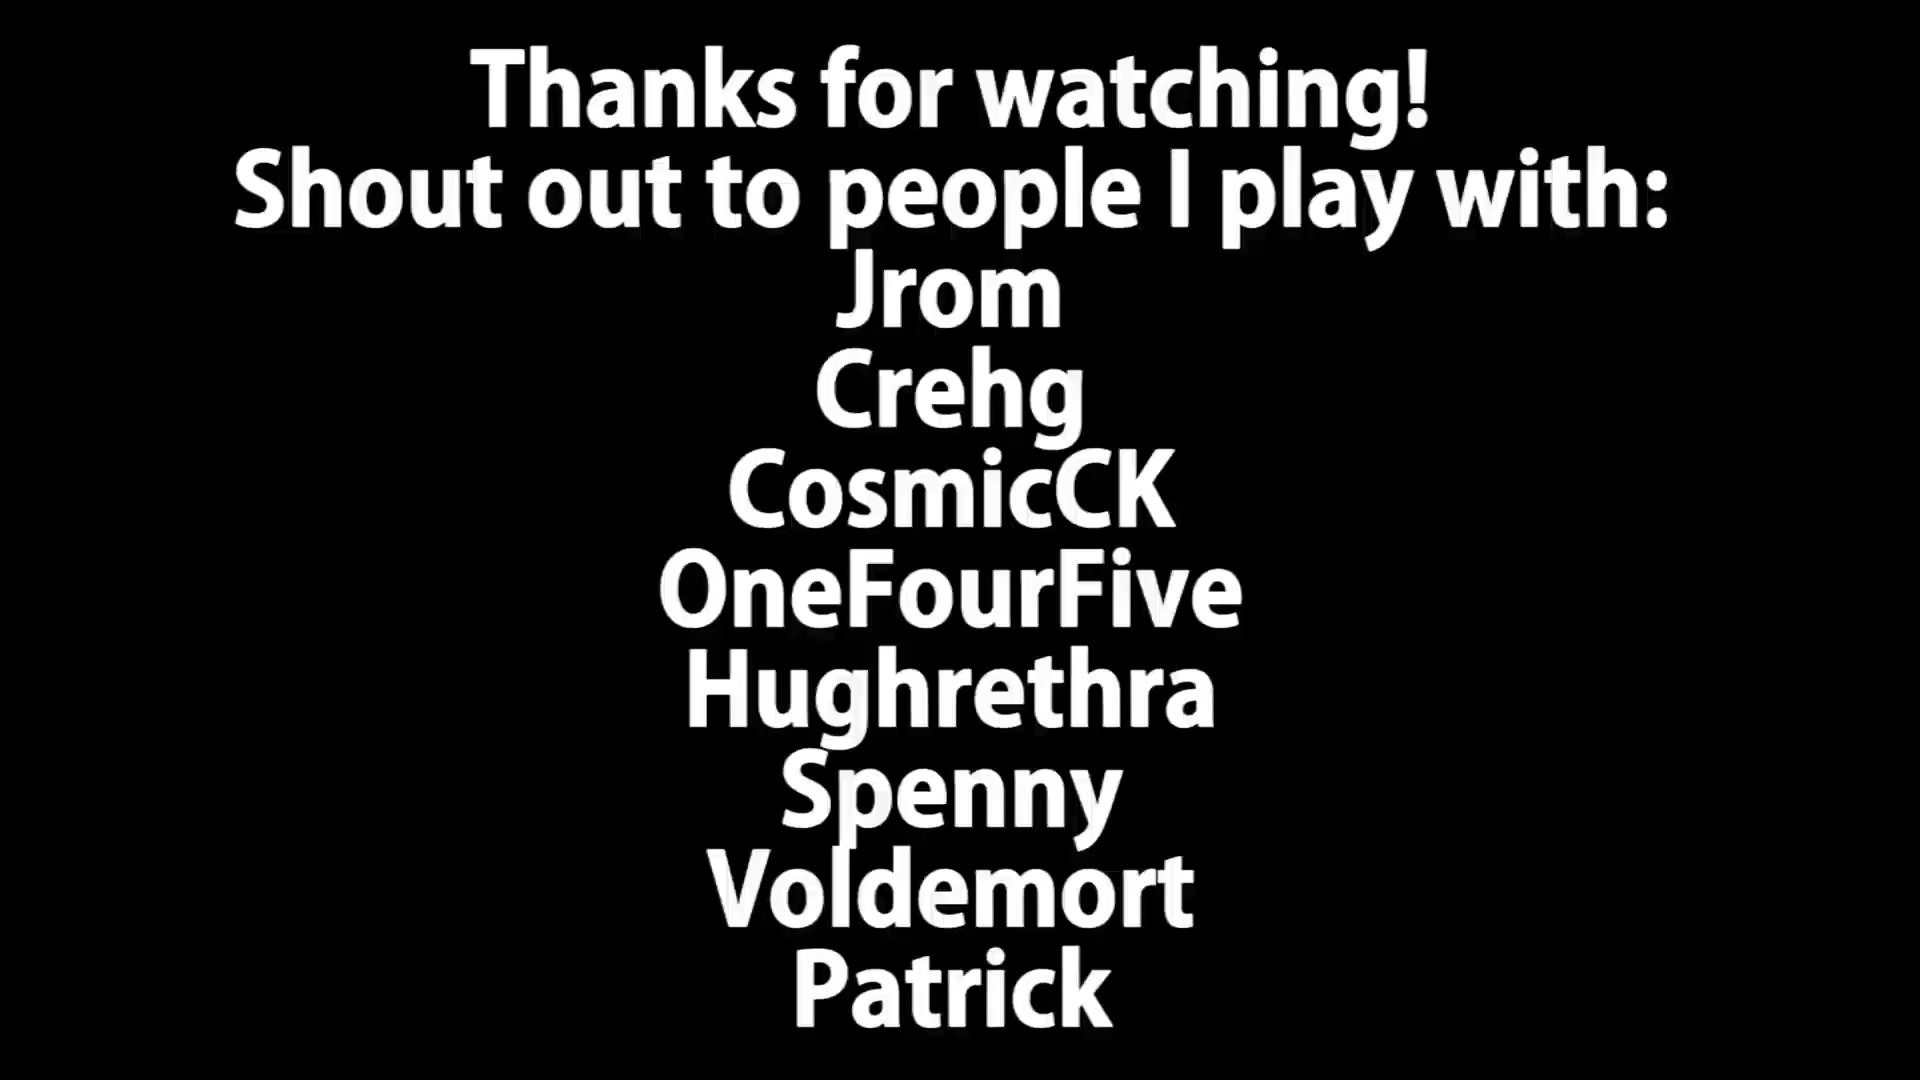 Thanks for watching!
Shout out to people I play with:
Jrom
Crehg
CosmicCK
OneFourFive
Hughrethra
Spenny
Voldemort
Patrick